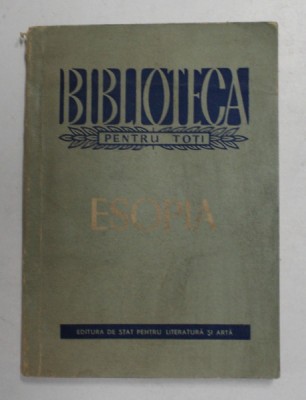 BIBLIOTECA
PENTRU TOȚI
ESOPIA
EDITURA DE STAT PENTRU LITERATURĂ ȘI ARTĂ